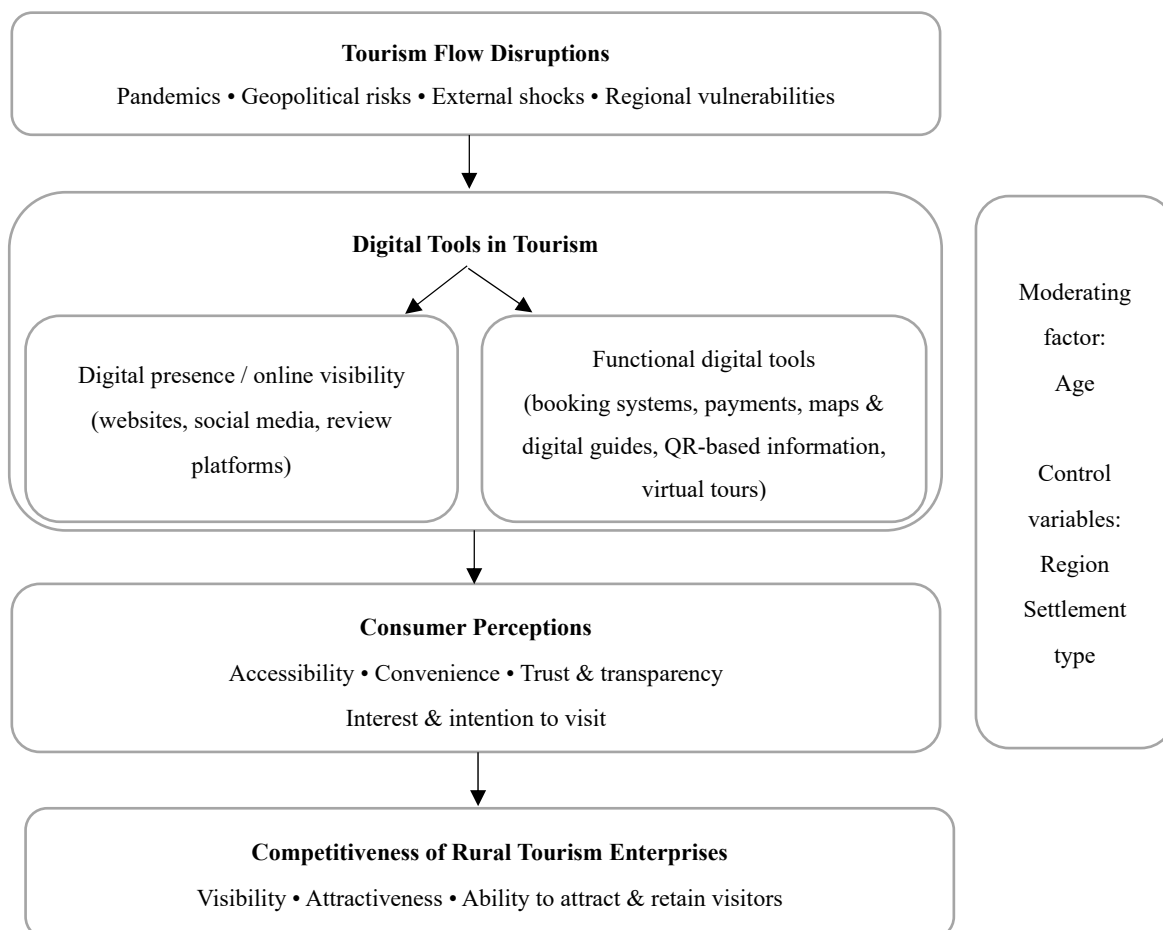 Tourism Flow Disruptions
Pandemics • Geopolitical risks • External shocks • Regional vulnerabilities
Digital Tools in Tourism
Digital presence / online visibility
(websites, social media, review
platforms)
Functional digital tools
(booking systems, payments, maps &
digital guides, QR-based information,
virtual tours)
Consumer Perceptions
Accessibility • Convenience • Trust & transparency
Interest & intention to visit
Competitiveness of Rural Tourism Enterprises
Visibility • Attractiveness • Ability to attract & retain visitors
Moderating
factor:
Age
Control
variables:
Region
Settlement
type